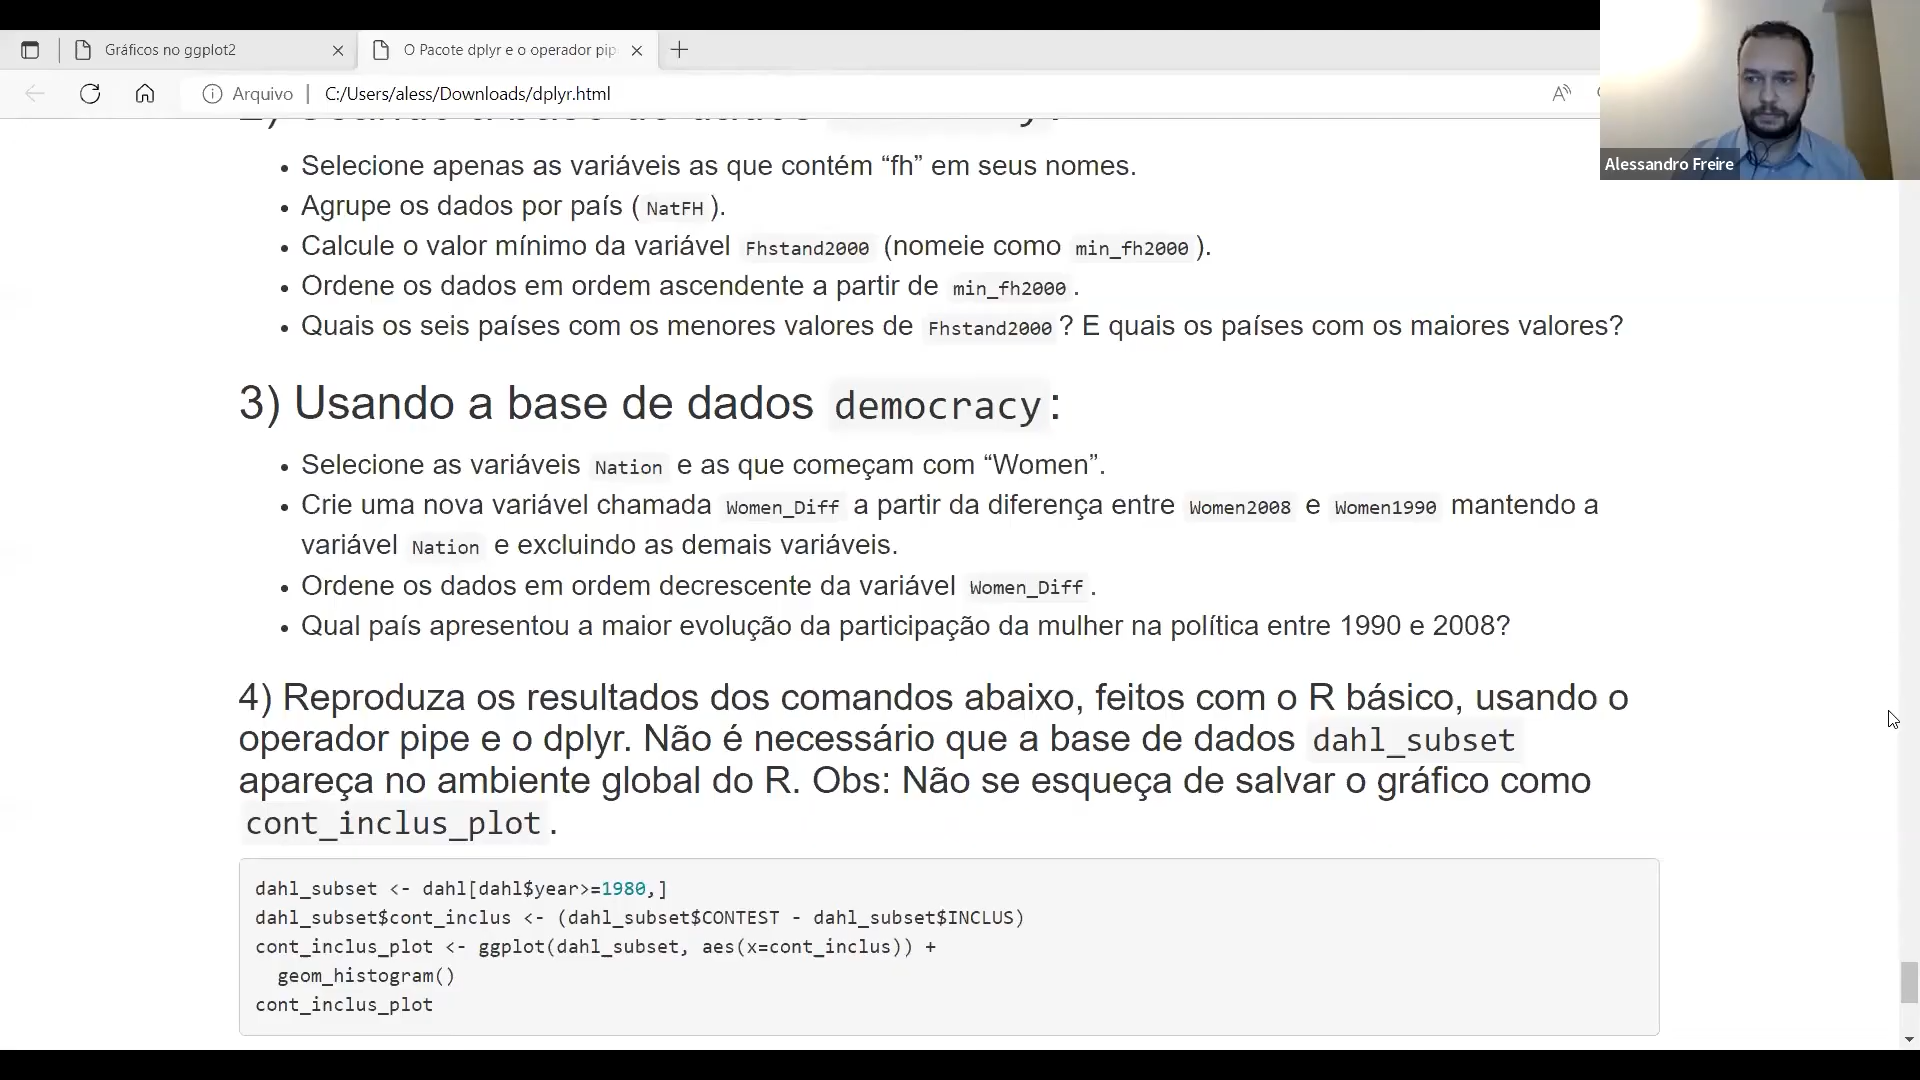 Gráficos no ggplot2
O Pacote dplyr e o operador pip
Arquivo
C:/Users/aless/Downloads/dplyr.html
Alessandro Freire
Selecione apenas as variáveis as que contém “fh” em seus nomes.
Agrupe os dados por país ( NatFH ).
Calcule o valor mínimo da variável Fhstand2000 (nomeie como min_fh2000 ).
Ordene os dados em ordem ascendente a partir de min_fh2000 .
Quais os seis países com os menores valores de Fhstand2000 ? E quais os países com os maiores valores?
3) Usando a base de dados democracy :
Selecione as variáveis Nation e as que começam com “Women”.
Crie uma nova variável chamada Women_Diff a partir da diferença entre Women2008 e Women1990 mantendo a
variável Nation e excluindo as demais variáveis.
Ordene os dados em ordem decrescente da variável Women_Diff .
Qual país apresentou a maior evolução da participação da mulher na política entre 1990 e 2008?
4) Reproduza os resultados dos comandos abaixo, feitos com o R básico, usando o
operador pipe e o dplyr. Não é necessário que a base de dados dahl_subset
apareça no ambiente global do R. Obs: Não se esqueça de salvar o gráfico como
cont_inclus_plot .
dahl_subset <- dahl[dahl$year>=1980,]
dahl_subset$cont_inclus <- (dahl_subset$CONTEST - dahl_subset$INCLUS)
cont_inclus_plot <- ggplot(dahl_subset, aes(x=cont_inclus)) +
geom_histogram()
cont_inclus_plot